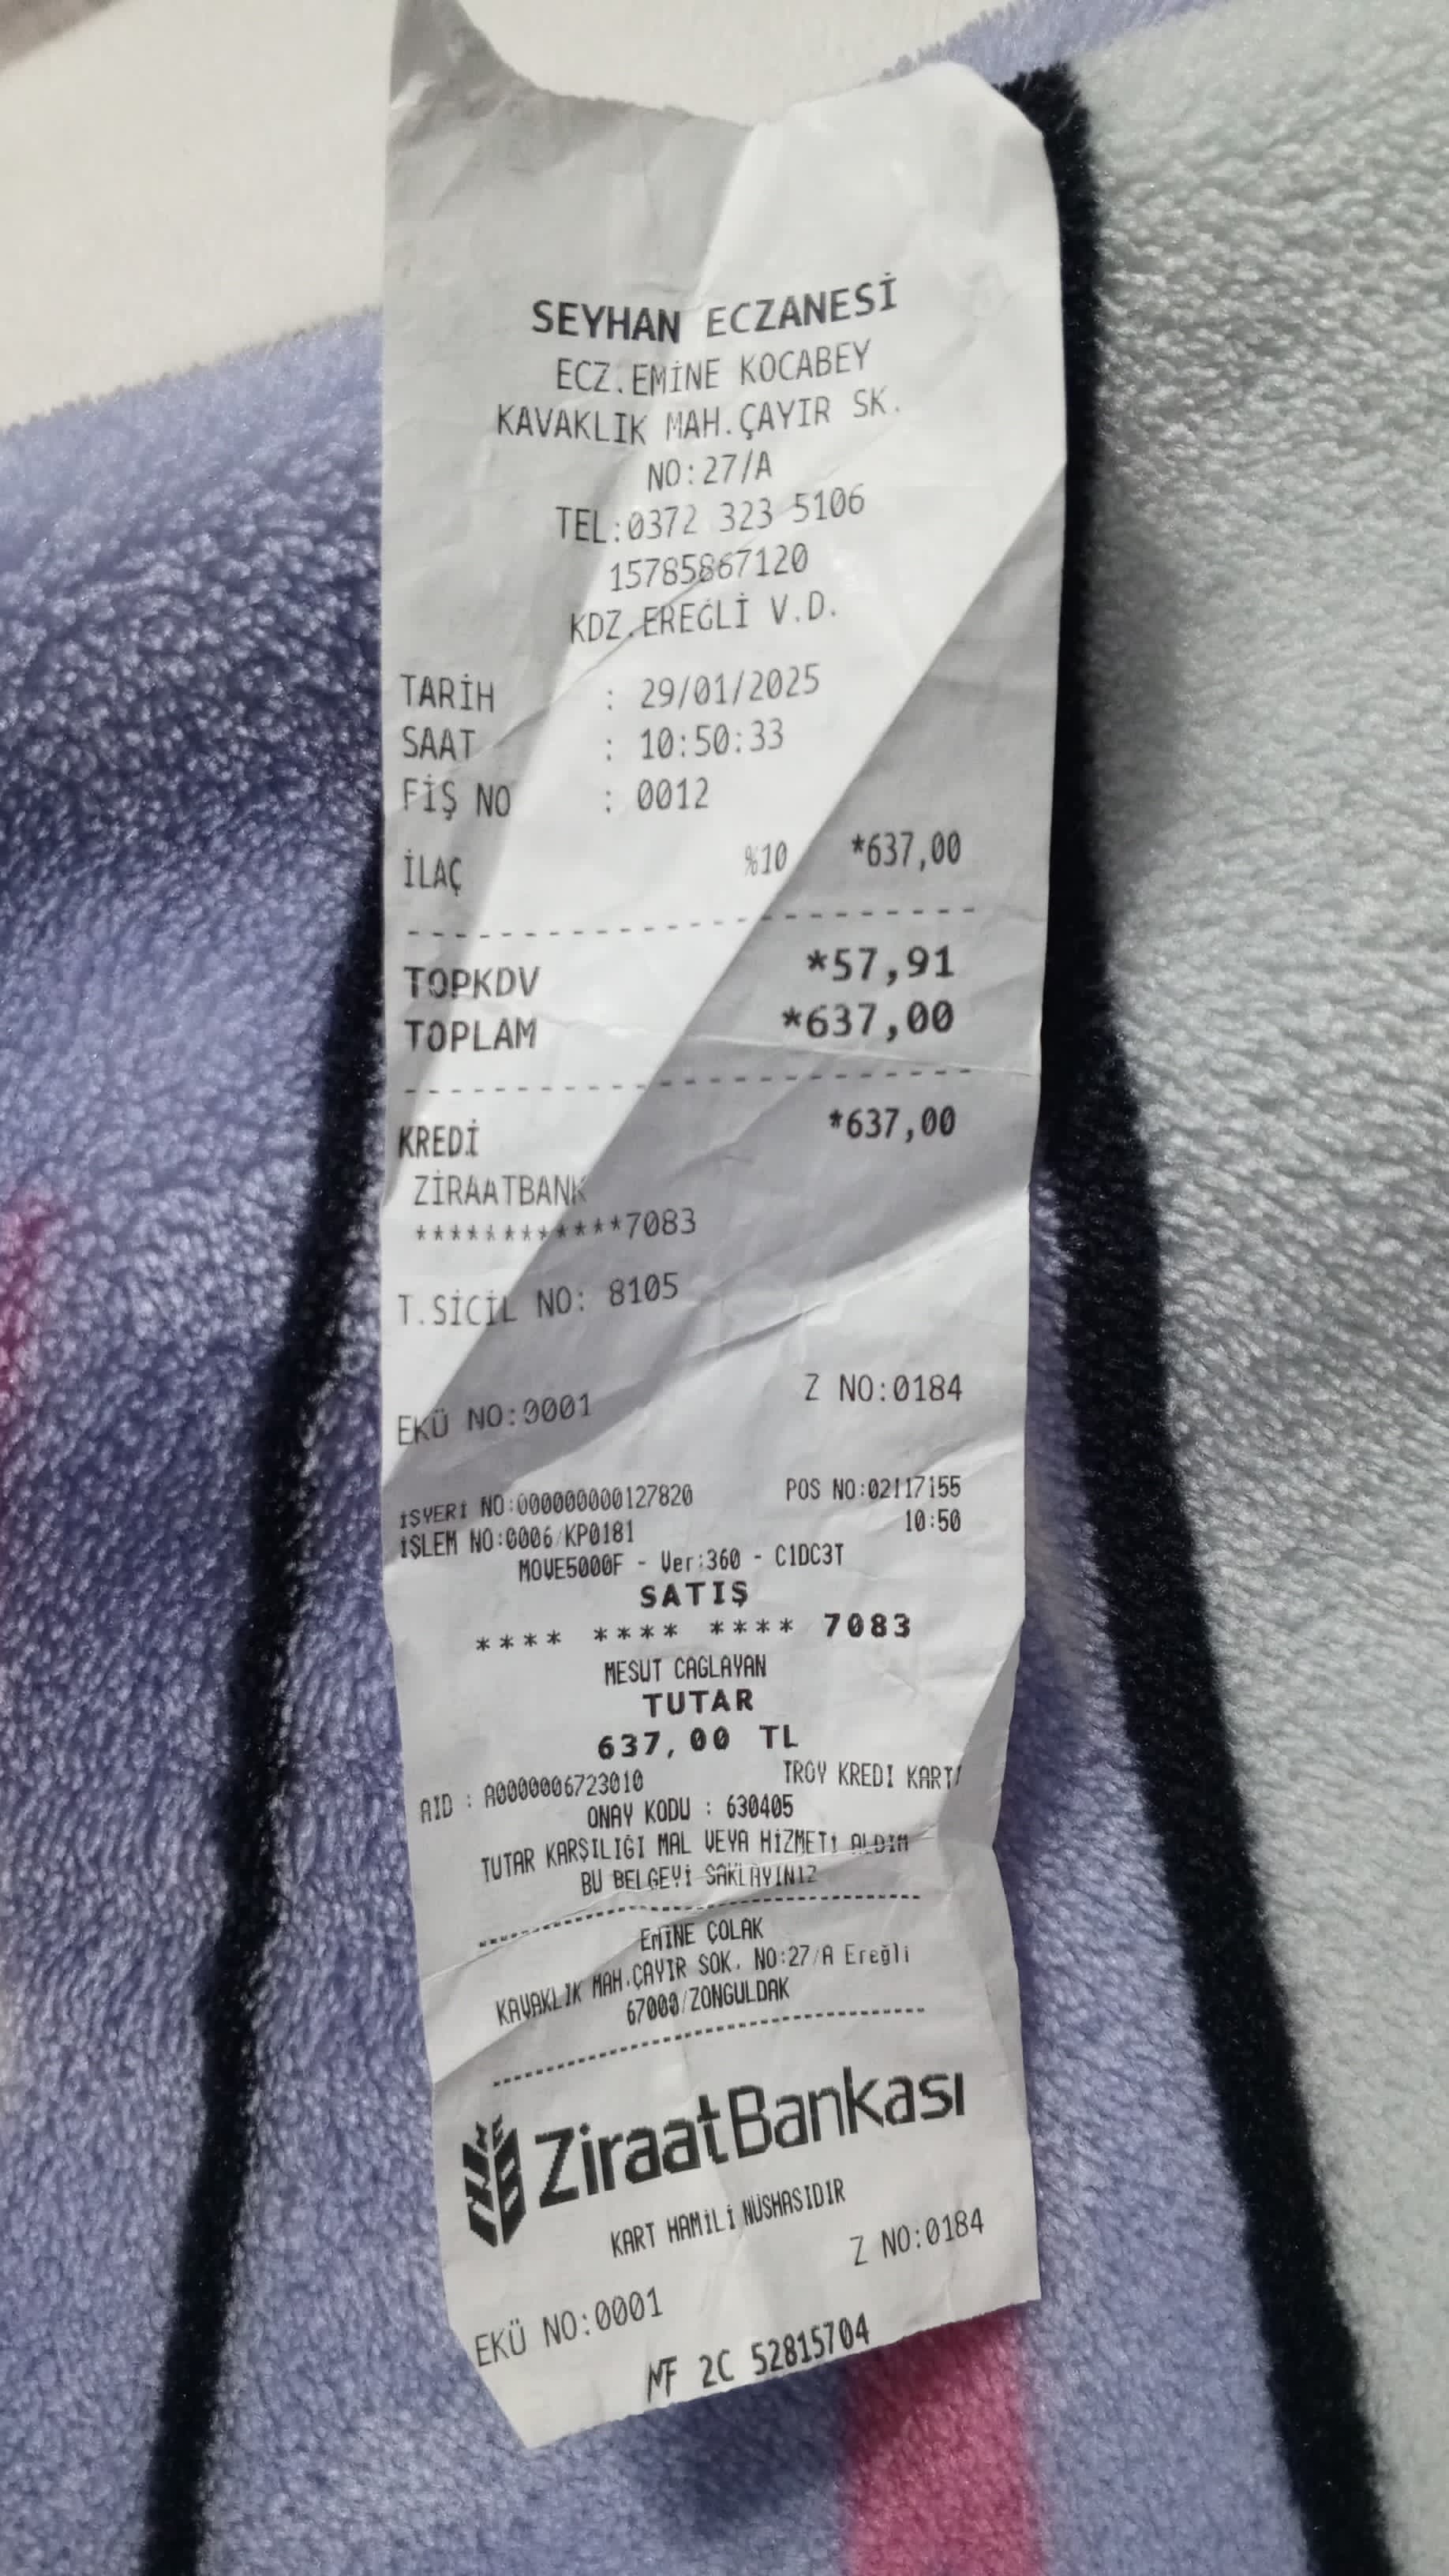 SEYHAN ECZANESİ
ECZ.EMİNE KOCABEY
KAVAKLIK MAH.ÇAYIR SK.
NO:27/A
TEL:0372 323 5106
15785867120
KDZ.EREĞLİ V.D.
TARİH : 29/01/2025
SAAT : 10:50:33
FİŞ NO : 0012
İLAÇ %10 *637,00
TOPKDV *57,91
TOPLAM *637,00
KREDİ *637,00
ZİRAATBANK
************7083
T.SİCİL NO: 8105
EKÜ NO:0001 Z NO:0184
İŞYERİ NO:000000000127820 POS NO:02117155
İŞLEM NO:0006/KP0181 10:50
MOVE5000F - Ver:360 - C1DC3T
SATIŞ
**** **** **** 7083
MESUT CAGLAYAN
TUTAR
637,00 TL
AID : A0000006723010 TROY KREDI KARTI
ONAY KODU : 630405
TUTAR KARŞILIĞI MAL VEYA HİZMETİ ALDIM
BU BELGEYİ SAKLAYINIZ
EMİNE ÇOLAK
KAVAKLIK MAH.ÇAYIR SOK. NO:27/A Ereğli
67000/ZONGULDAK
ZiraatBankası
KART HAMİLİ NÜSHASIDIR
EKÜ NO:0001 Z NO:0184
MF 2C 52815704